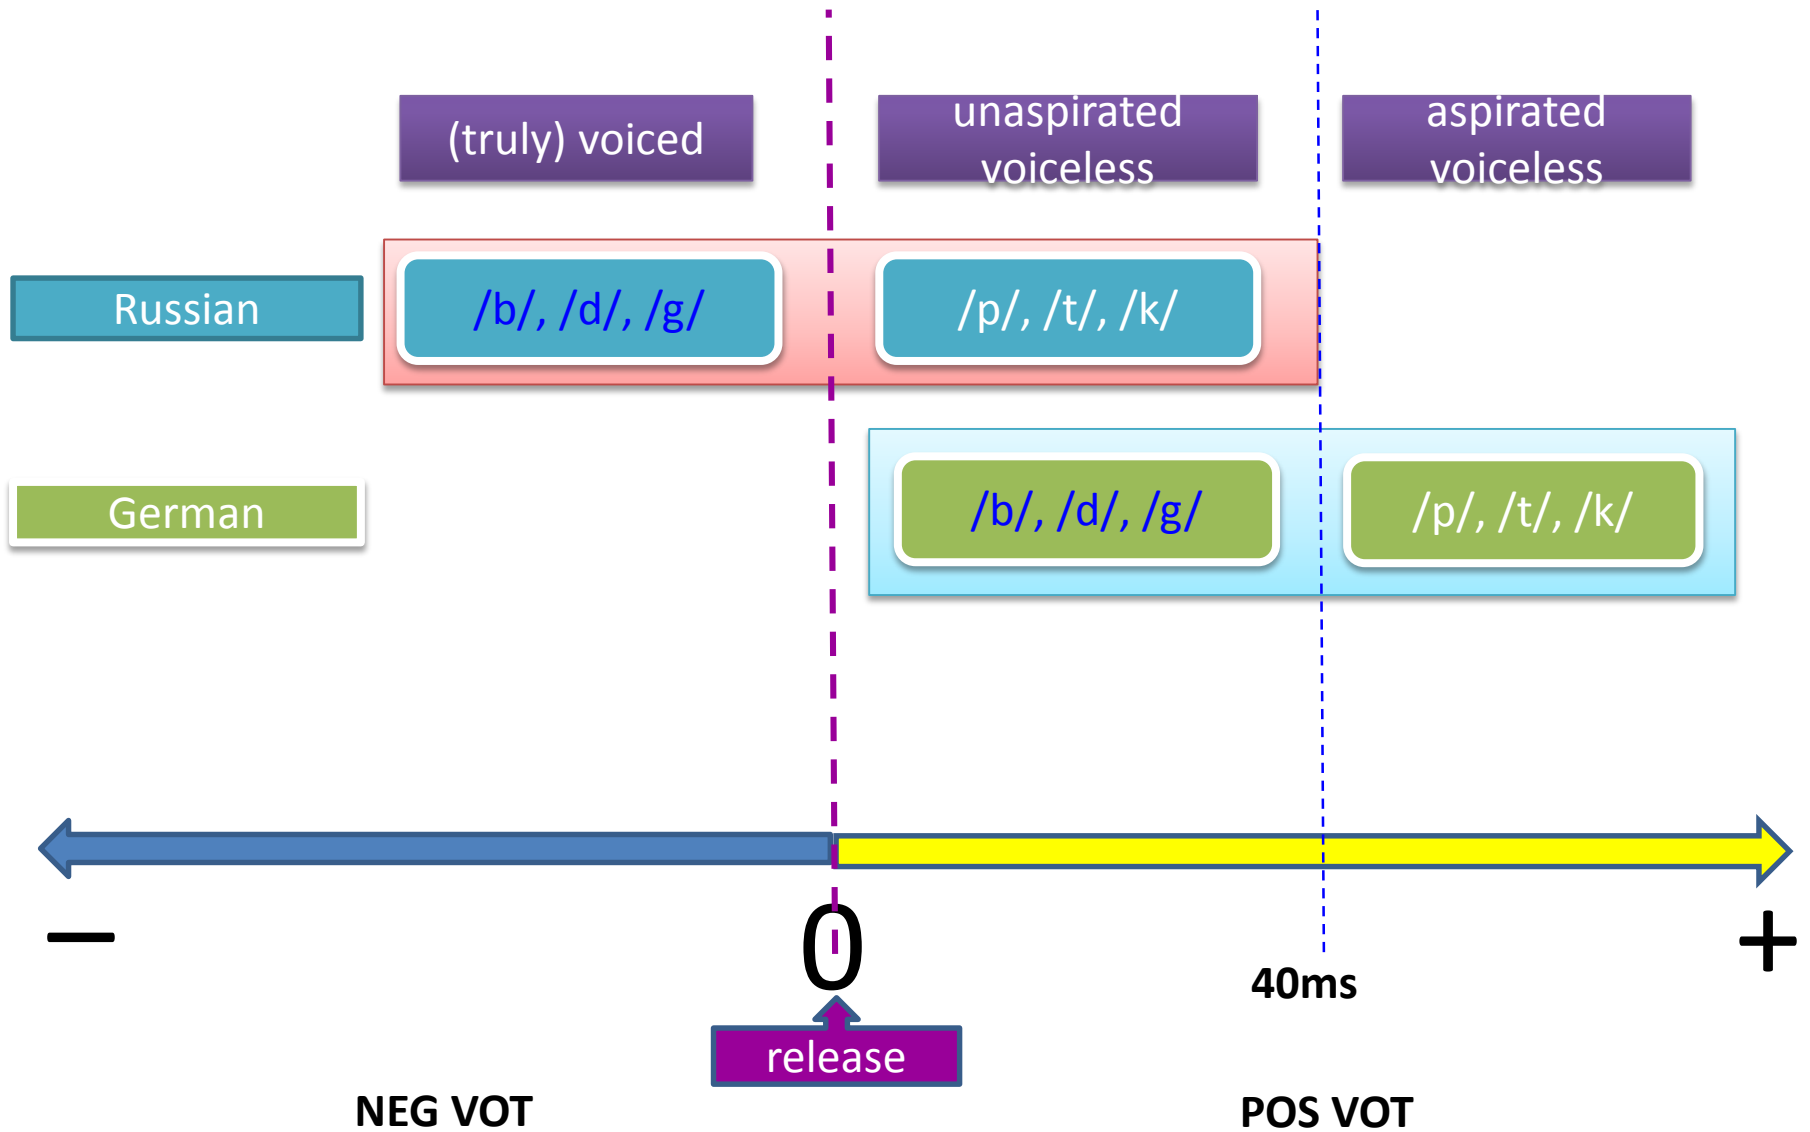 (truly) voiced
unaspirated
voiceless
aspirated
voiceless
Russian
/b/, /d/, /g/
/p/, /t/, /k/
German
/b/, /d/, /g/
/p/, /t/, /k/
–
0
+
40ms
release
NEG VOT
POS VOT